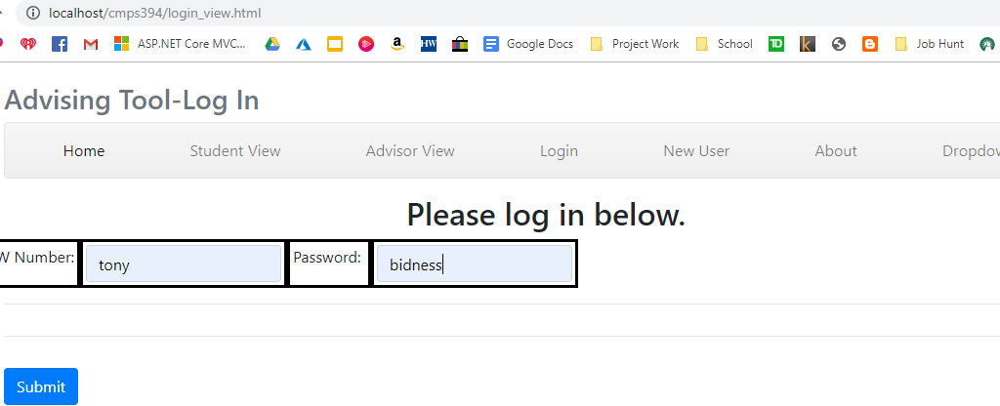 localhost/cmps394/login_view.html
ASP.NET Core MVC... HW Google Docs Project Work School TD k Job Hunt
Advising Tool-Log In
Home Student View Advisor View Login New User About Dropdov
Please log in below.
W Number: tony Password: bidness
Submit